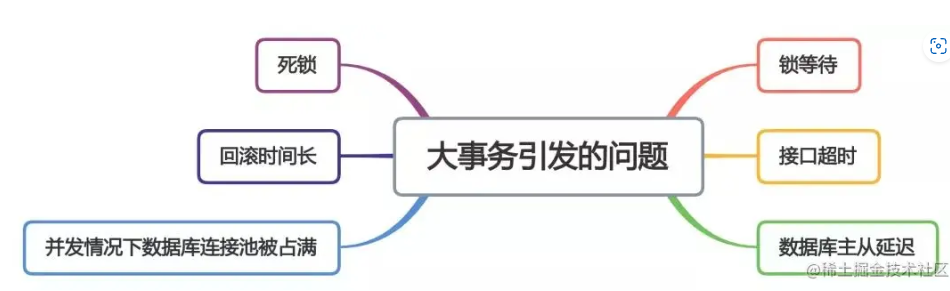 死锁
锁等待
回滚时间长
大事务引发的问题
接口超时
并发情况下数据库连接池被占满
数据库主从延迟
@稀土掘金技术社区